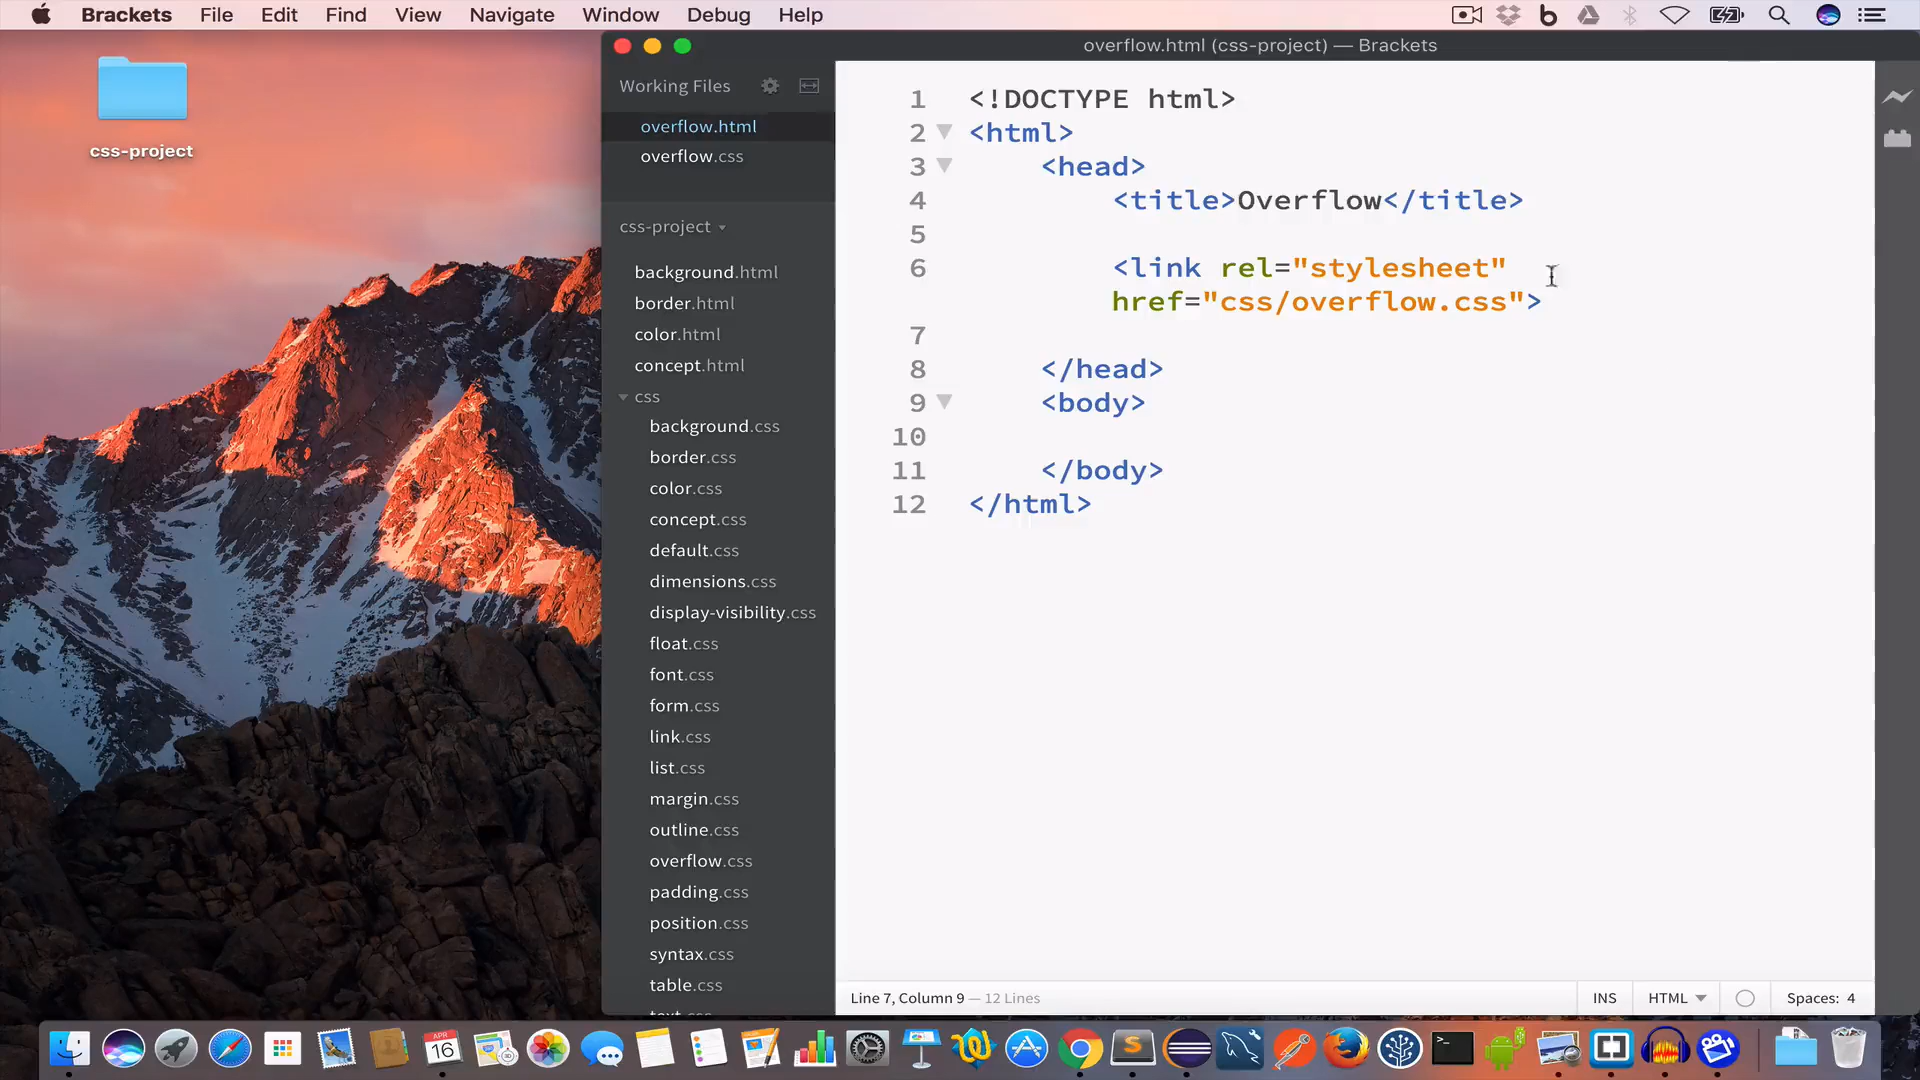 Brackets File Edit Find View Navigate Window Debug Help
overflow.html (css-project) — Brackets
css-project
Working Files
overflow.html
overflow.css
css-project
background.html
border.html
color.html
concept.html
css
background.css
border.css
color.css
concept.css
default.css
dimensions.css
display-visibility.css
float.css
font.css
form.css
link.css
list.css
margin.css
outline.css
overflow.css
padding.css
position.css
syntax.css
table.css
1 <!DOCTYPE html>
2 <html>
3 <head>
4 <title>Overflow</title>
5
6 <link rel="stylesheet"
href="css/overflow.css">
7
8 </head>
9 <body>
10
11 </body>
12 </html>
Line 7, Column 9 — 12 Lines
INS HTML Spaces: 4
APR
16